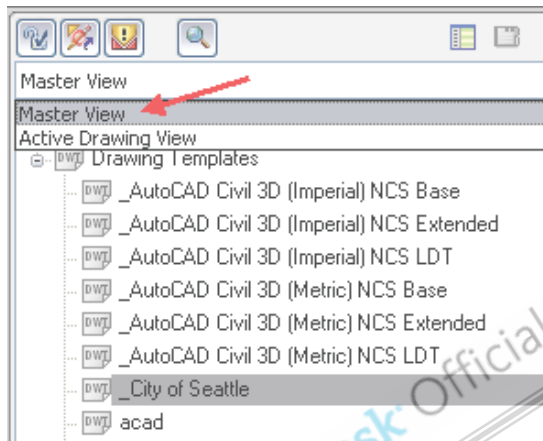 Master View
Master View
Active Drawing View
Drawing Templates
_AutoCAD Civil 3D (Imperial) NCS Base
_AutoCAD Civil 3D (Imperial) NCS Extended
_AutoCAD Civil 3D (Imperial) NCS LDT
_AutoCAD Civil 3D (Metric) NCS Base
_AutoCAD Civil 3D (Metric) NCS Extended
_AutoCAD Civil 3D (Metric) NCS LDT
_City of Seattle
acad
Official